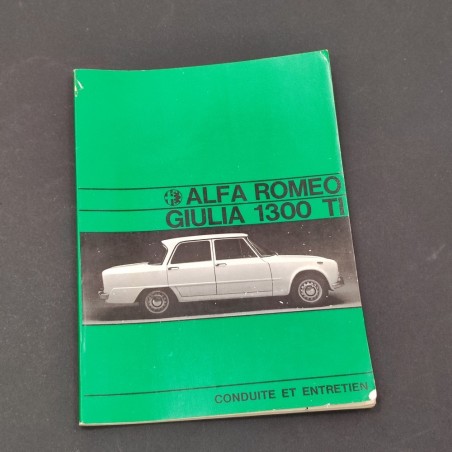 ALFA ROMEO
GIULIA 1300 TI
CONDUITE ET ENTRETIEN